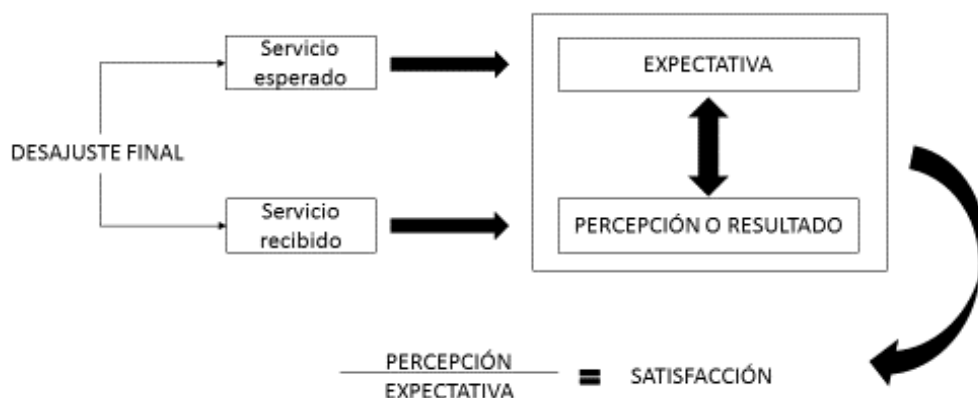 Servicio
esperado
EXPECTATIVA
DESAJUSTE FINAL
Servicio
recibido
PERCEPCIÓN O RESULTADO
PERCEPCIÓN
EXPECTATIVA
= SATISFACCIÓN